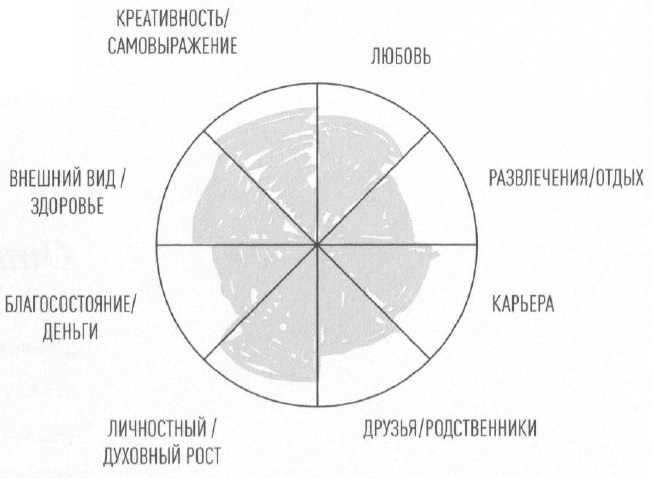 КРЕАТИВНОСТЬ/
САМОВЫРАЖЕНИЕ
ЛЮБОВЬ
ВНЕШНИЙ ВИД /
ЗДОРОВЬЕ
РАЗВЛЕЧЕНИЯ/ОТДЫХ
БЛАГОСОСТОЯНИЕ/
ДЕНЬГИ
КАРЬЕРА
ЛИЧНОСТНЫЙ /
ДУХОВНЫЙ РОСТ
ДРУЗЬЯ/РОДСТВЕННИКИ